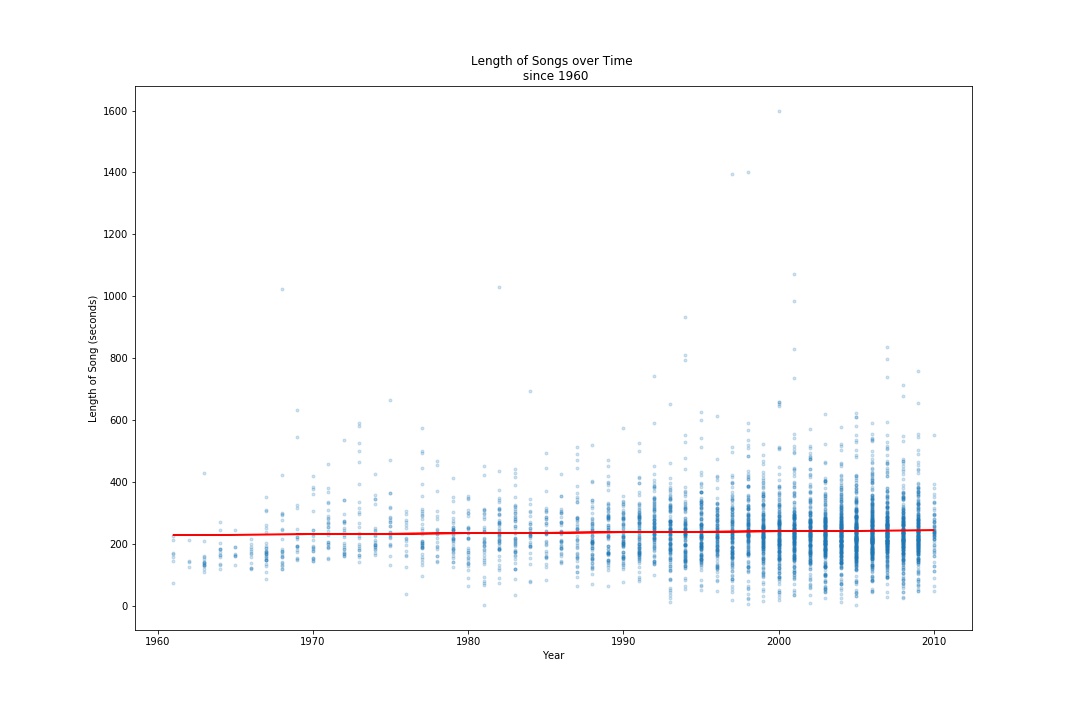 Length of Songs over Time
since 1960
1600
1400
1200
1000
800
600
400
200
0
Length of Song (seconds)
1960 1970 1980 1990 2000 2010
Year